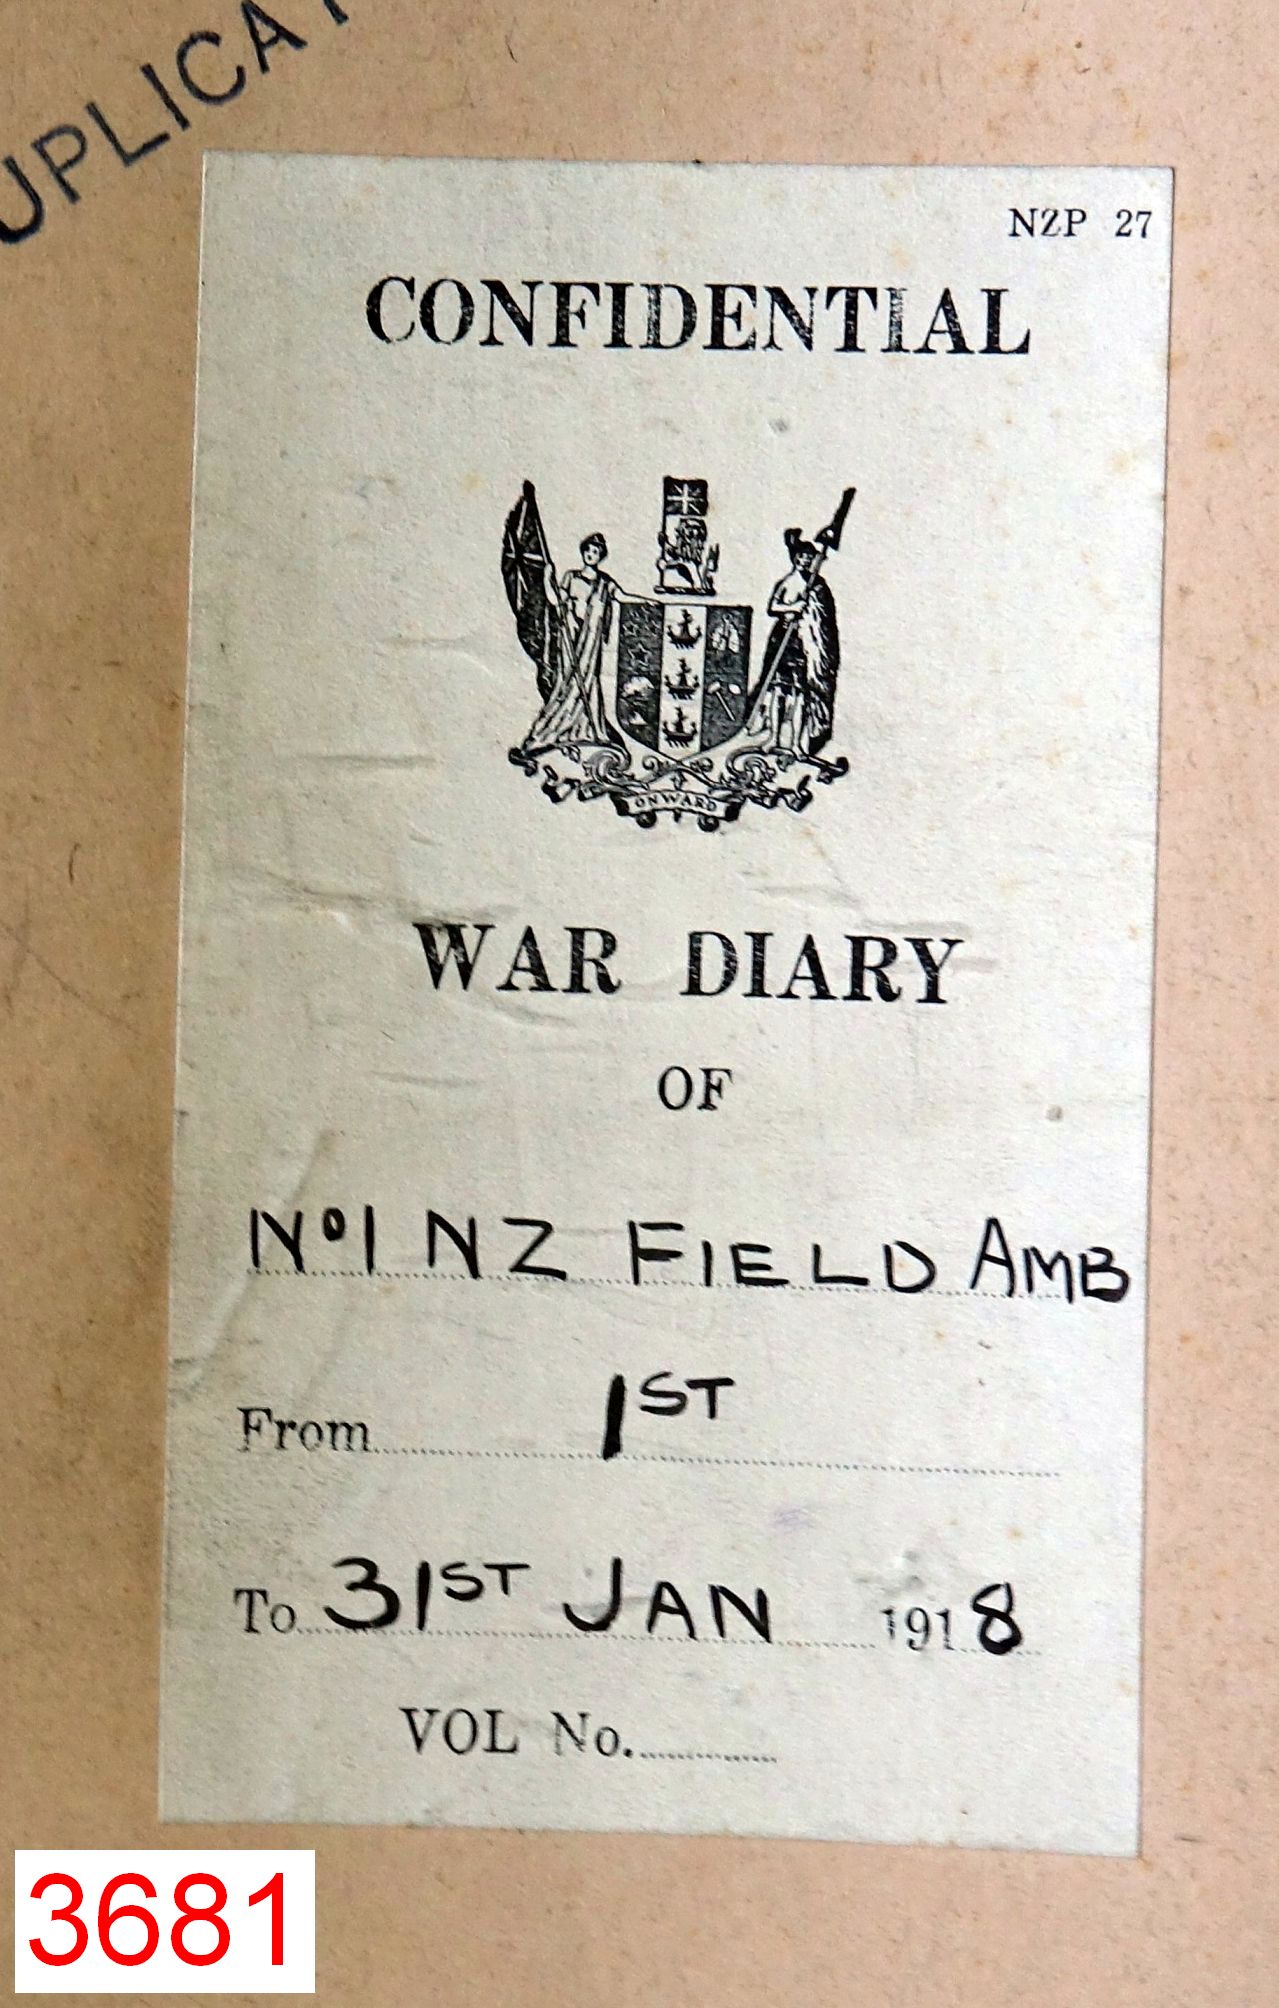 UPLICAT
NZP 27
CONFIDENTIAL
ONWARD
WAR DIARY
OF
No1 NZ FIELD AMB
From 1ST
To 31ST JAN 1918
VOL No.
3681